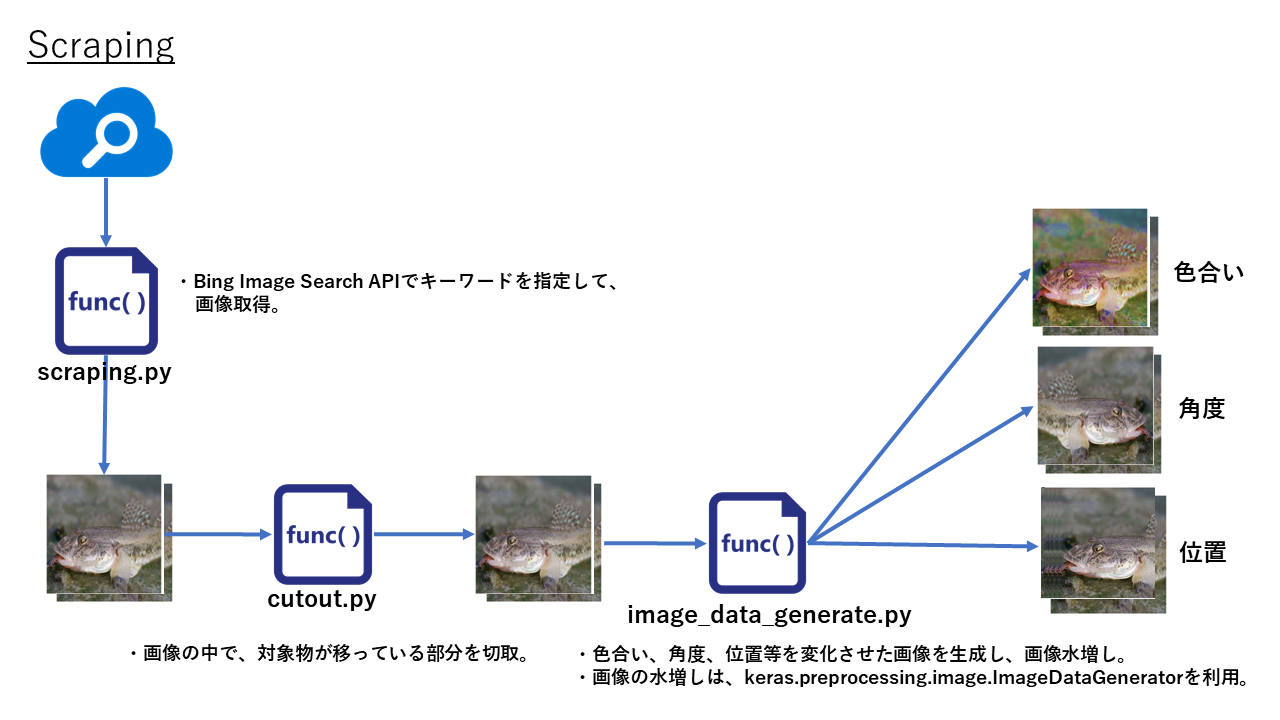 Scraping
func( )
・Bing Image Search APIでキーワードを指定して、
画像取得。
scraping.py
色合い
角度
func( )
cutout.py
func( )
image_data_generate.py
位置
・画像の中で、対象物が移っている部分を切取。
・色合い、角度、位置等を変化させた画像を生成し、画像水増し。
・画像の水増しは、keras.preprocessing.image.ImageDataGeneratorを利用。